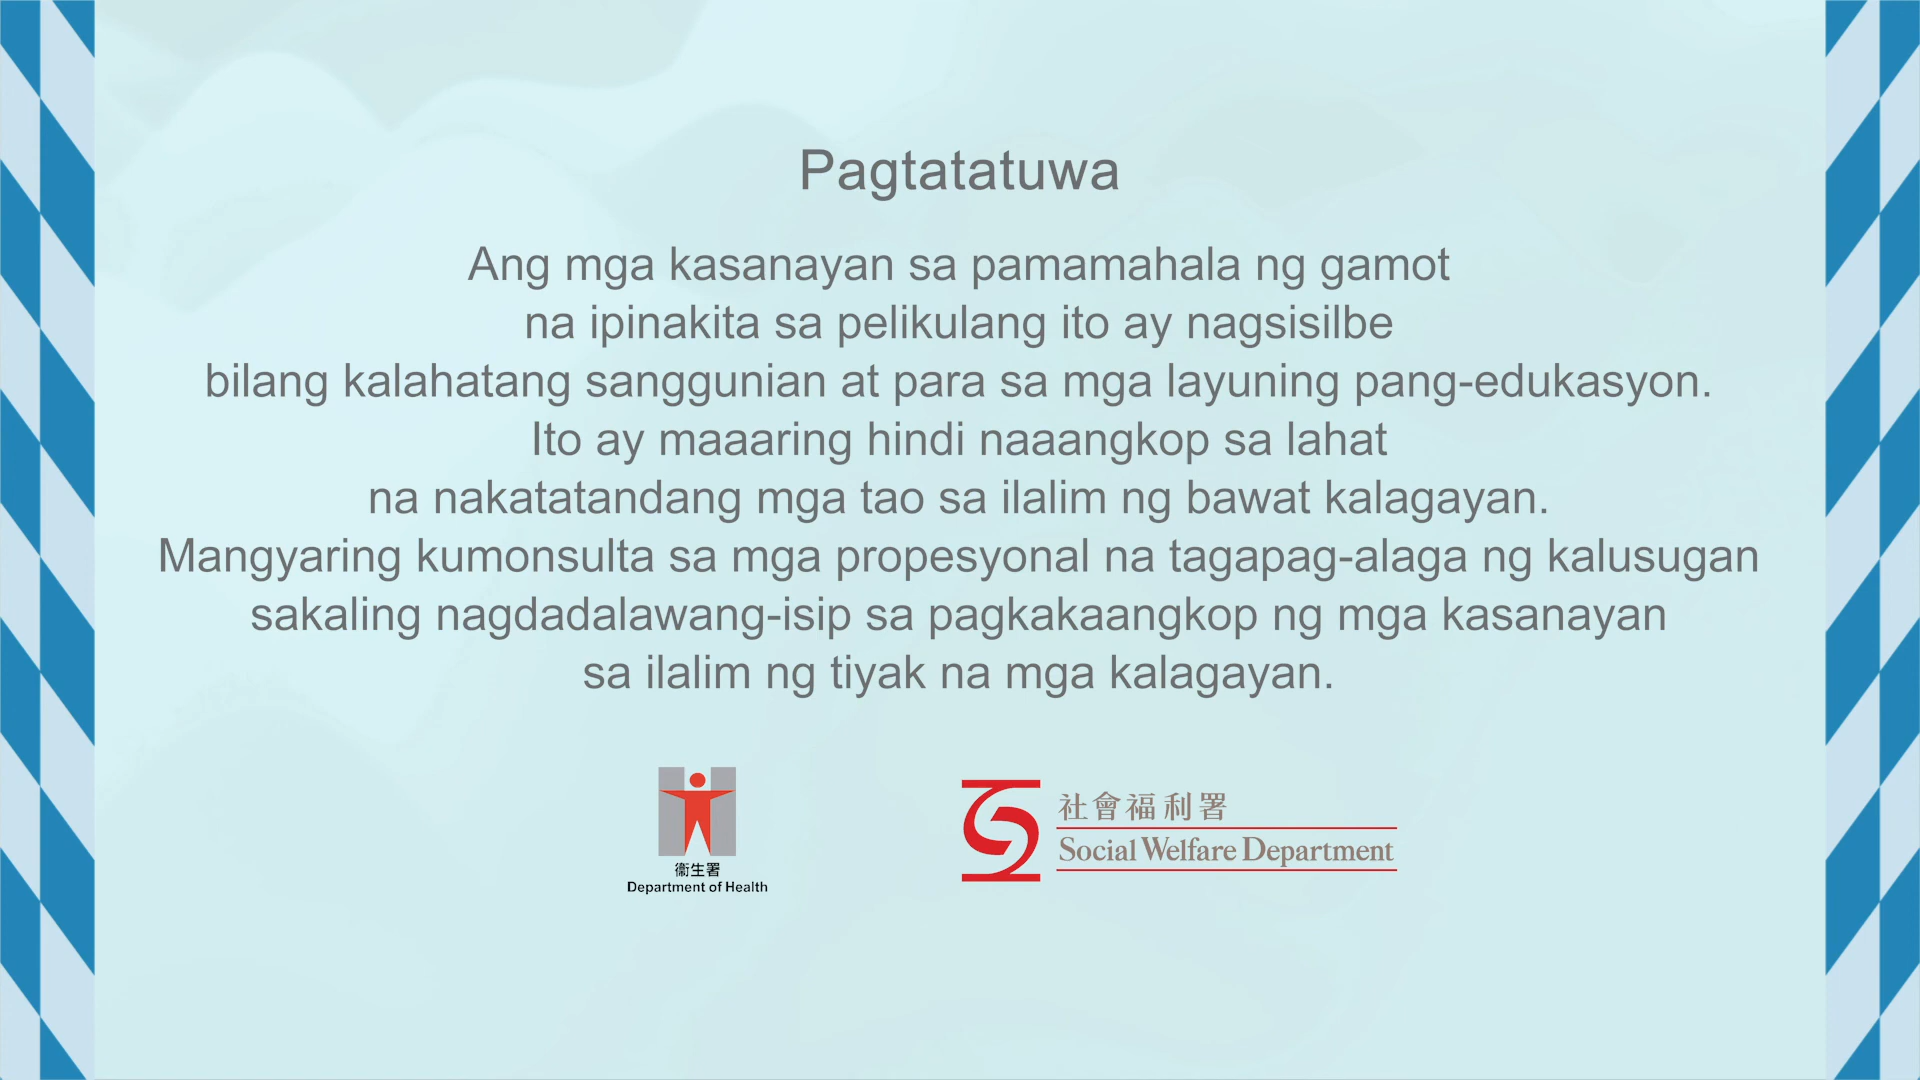 Pagtatatuwa
Ang mga kasanayan sa pamamahala ng gamot
na ipinakita sa pelikulang ito ay nagsisilbe
bilang kalahatang sanggunian at para sa mga layuning pang-edukasyon.
Ito ay maaaring hindi naaangkop sa lahat
na nakatatandang mga tao sa ilalim ng bawat kalagayan.
Mangyaring kumonsulta sa mga propesyonal na tagapag-alaga ng kalusugan
sakaling nagdadalawang-isip sa pagkakaangkop ng mga kasanayan
sa ilalim ng tiyak na mga kalagayan.
衞生署
Department of Health
社會福利署
Social Welfare Department